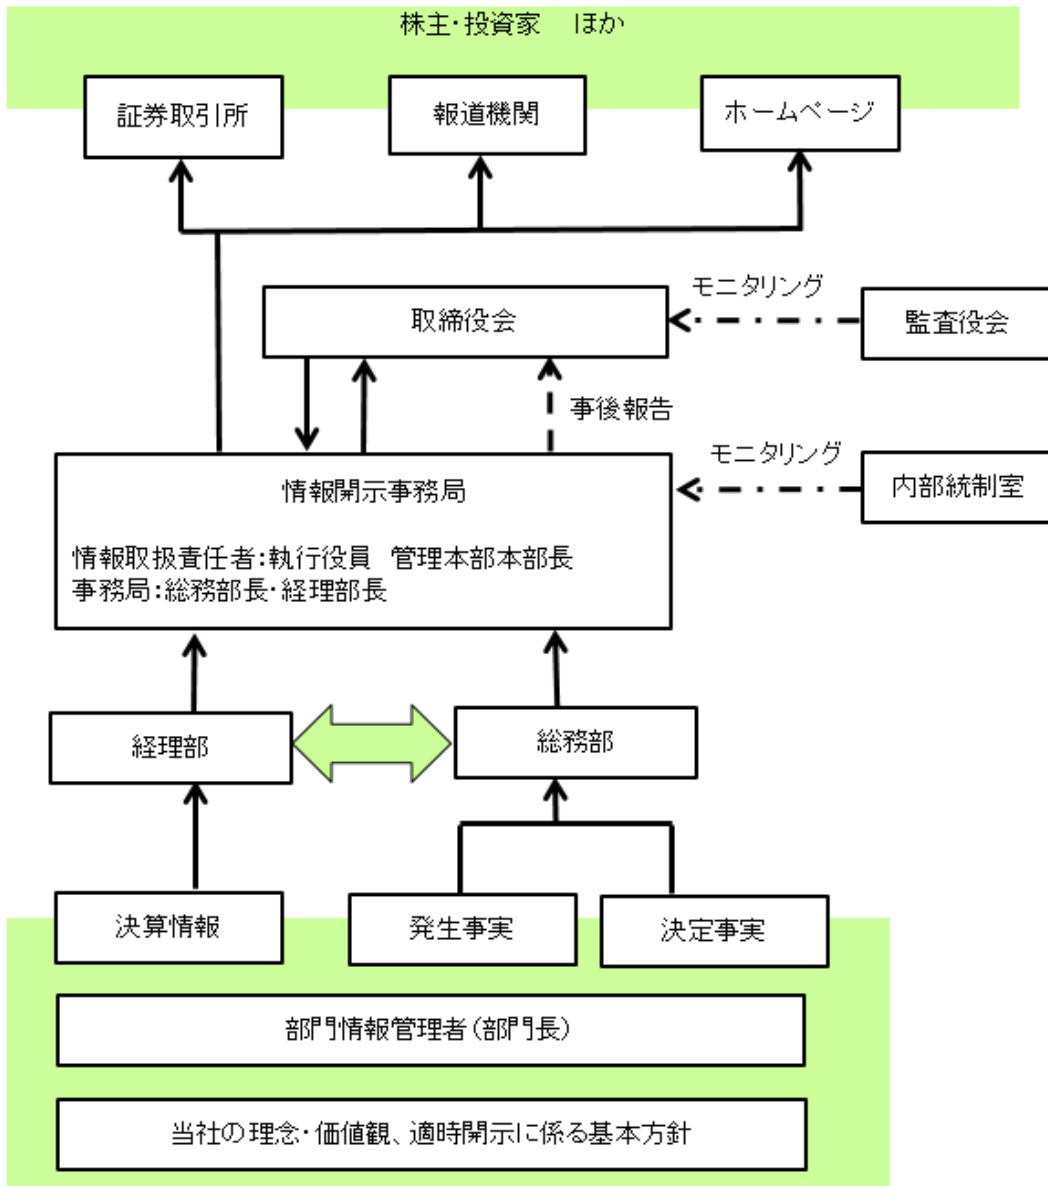 株主・投資家　ほか
証券取引所
報道機関
ホームページ
モニタリング
取締役会
監査役会
事後報告
モニタリング
情報開示事務局
内部統制室
情報取扱責任者：執行役員　管理本部本部長
事務局：総務部長・経理部長
経理部
総務部
決算情報
発生事実
決定事実
部門情報管理者（部門長）
当社の理念・価値観、適時開示に係る基本方針